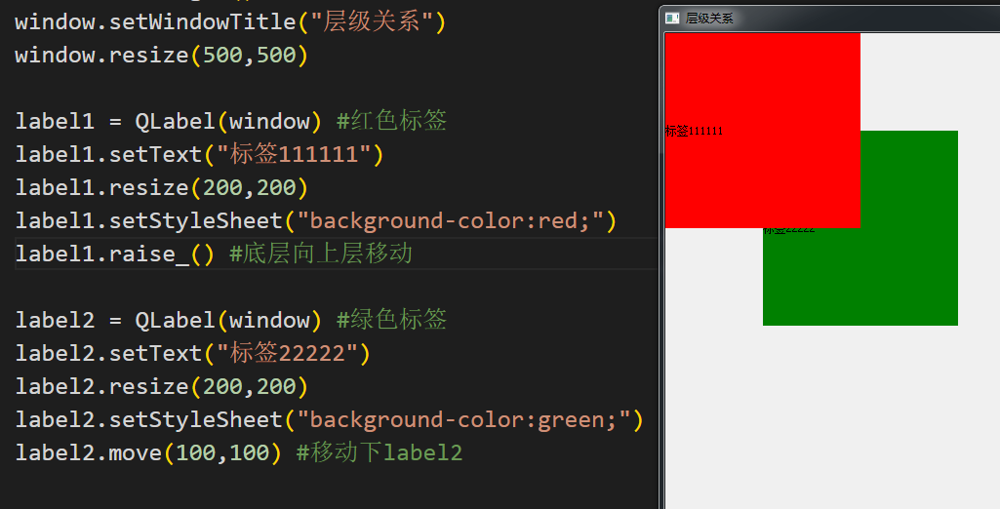 window.setWindowTitle("层级关系")
window.resize(500,500)
label1 = QLabel(window) #红色标签
label1.setText("标签111111")
label1.resize(200,200)
label1.setStyleSheet("background-color:red;")
label1.raise_() #底层向上层移动
label2 = QLabel(window) #绿色标签
label2.setText("标签22222")
label2.resize(200,200)
label2.setStyleSheet("background-color:green;")
label2.move(100,100) #移动下label2
层级关系
标签111111
标签22222